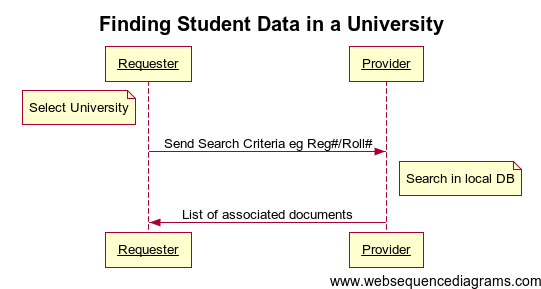 Finding Student Data in a University
Requester
Provider
Select University
Send Search Criteria eg Reg#/Roll#
Search in local DB
List of associated documents
Requester
Provider
www.websequencediagrams.com